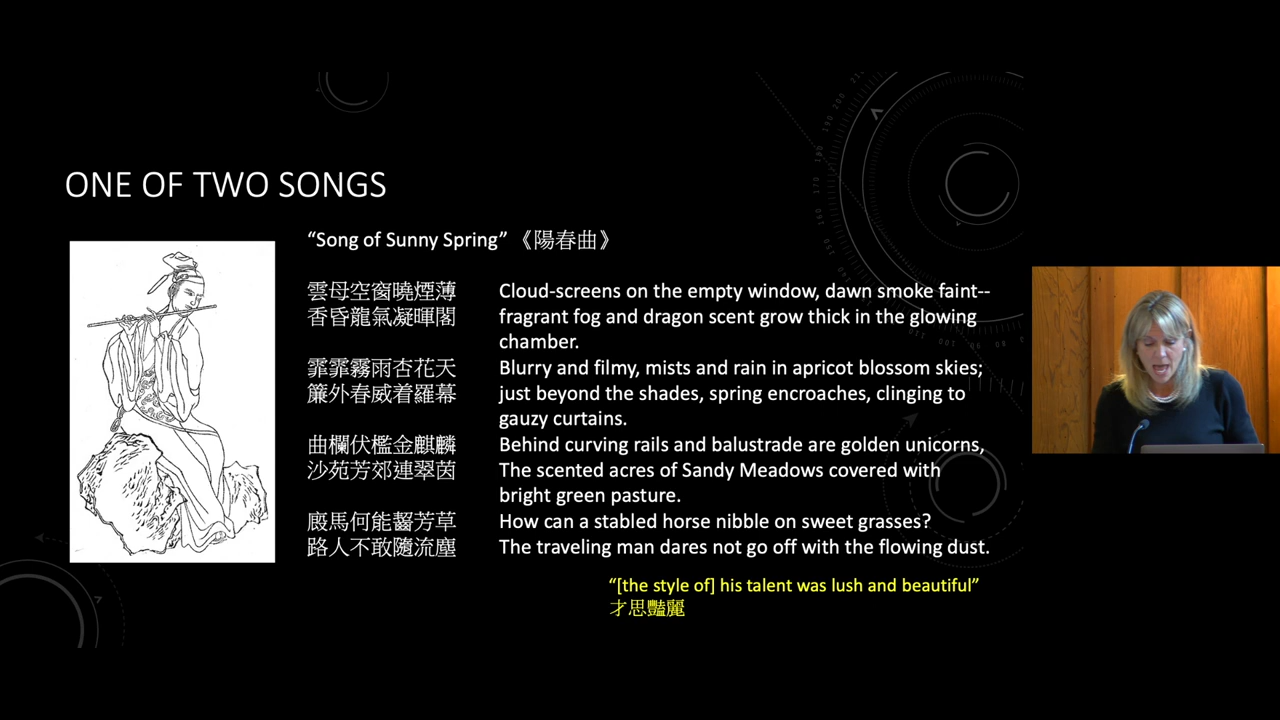 ONE OF TWO SONGS
“Song of Sunny Spring” 《陽春曲》
雲母空窗曉煙薄
香昏龍氣凝暉閣
霏霏霧雨杏花天
簾外春威着羅幕
曲欄伏檻金麒麟
沙苑芳郊連翠茵
廄馬何能齧芳草
路人不敢隨流塵
Cloud-screens on the empty window, dawn smoke faint--
fragrant fog and dragon scent grow thick in the glowing
chamber.
Blurry and filmy, mists and rain in apricot blossom skies;
just beyond the shades, spring encroaches, clinging to
gauzy curtains.
Behind curving rails and balustrade are golden unicorns,
The scented acres of Sandy Meadows covered with
bright green pasture.
How can a stabled horse nibble on sweet grasses?
The traveling man dares not go off with the flowing dust.
“[the style of] his talent was lush and beautiful”
才思豔麗